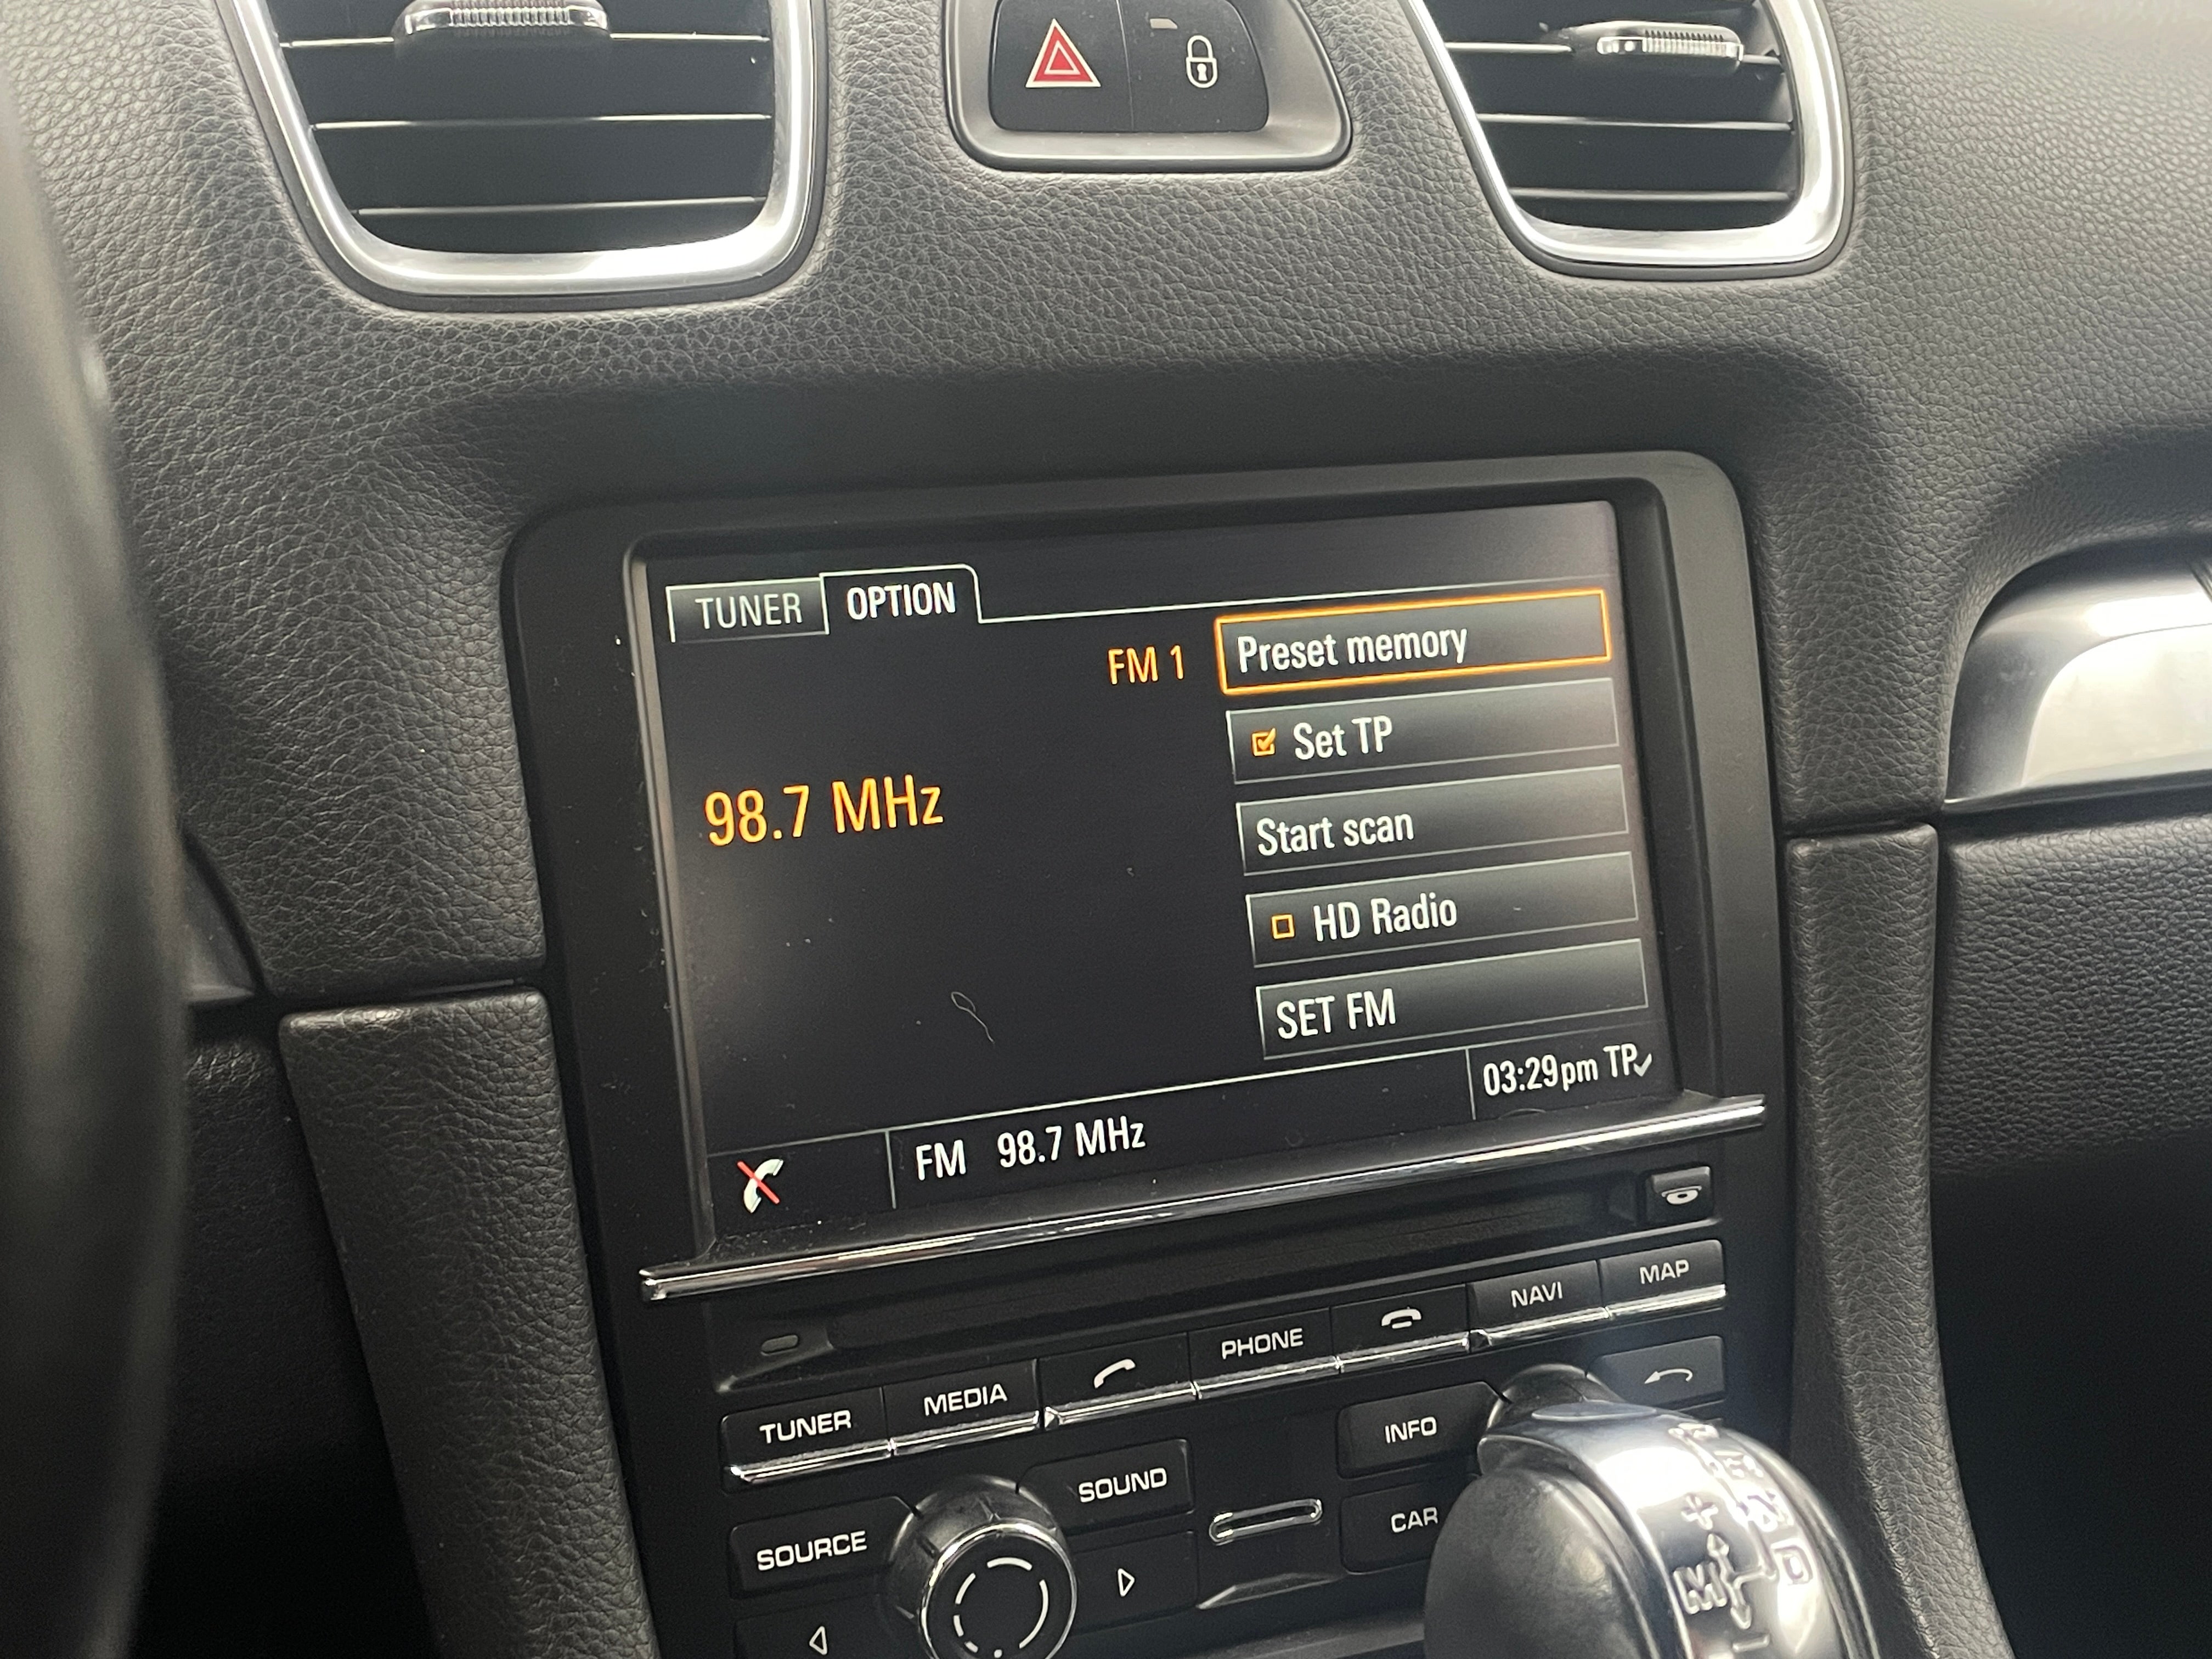 TUNER OPTION
FM 1
Preset memory
Set TP
98.7 MHz
Start scan
HD Radio
SET FM
03:29pm TP
FM 98.7 MHz
MAP
NAVI
PHONE
MEDIA
TUNER
INFO
SOUND
CAR
SOURCE
D
M
+